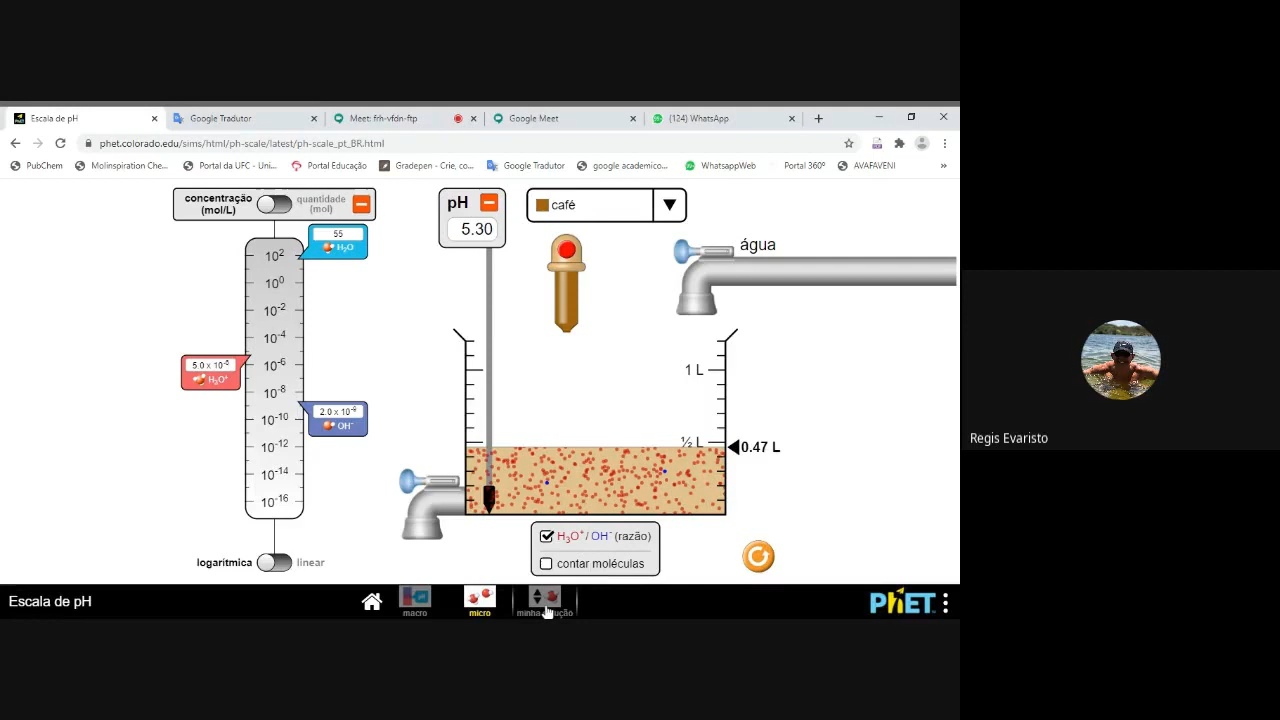 Escala de pH
Google Tradutor
Meet: frh-vfdn-ftp
Google Meet
(124) WhatsApp
phet.colorado.edu/sims/html/ph-scale/latest/ph-scale_pt_BR.html
PubChem
Molinspiration Che...
Portal da UFC - Uni...
Portal Educação
Gradepen - Crie, co...
Google Tradutor
google academico...
WhatsappWeb
Portal 360º
AVAFAVENI
»
concentração (mol/L)
quantidade (mol)
55
H₂O
10²
10⁰
10⁻²
10⁻⁴
10⁻⁶
10⁻⁸
10⁻¹⁰
10⁻¹²
10⁻¹⁴
10⁻¹⁶
5.0 x 10⁻⁶
H₃O⁺
2.0 x 10⁻⁹
OH⁻
logarítmica
linear
pH
5.30
café
água
1 L
½ L
0.47 L
H₃O⁺ / OH⁻ (razão)
contar moléculas
Escala de pH
macro
micro
PhET
Regis Evaristo